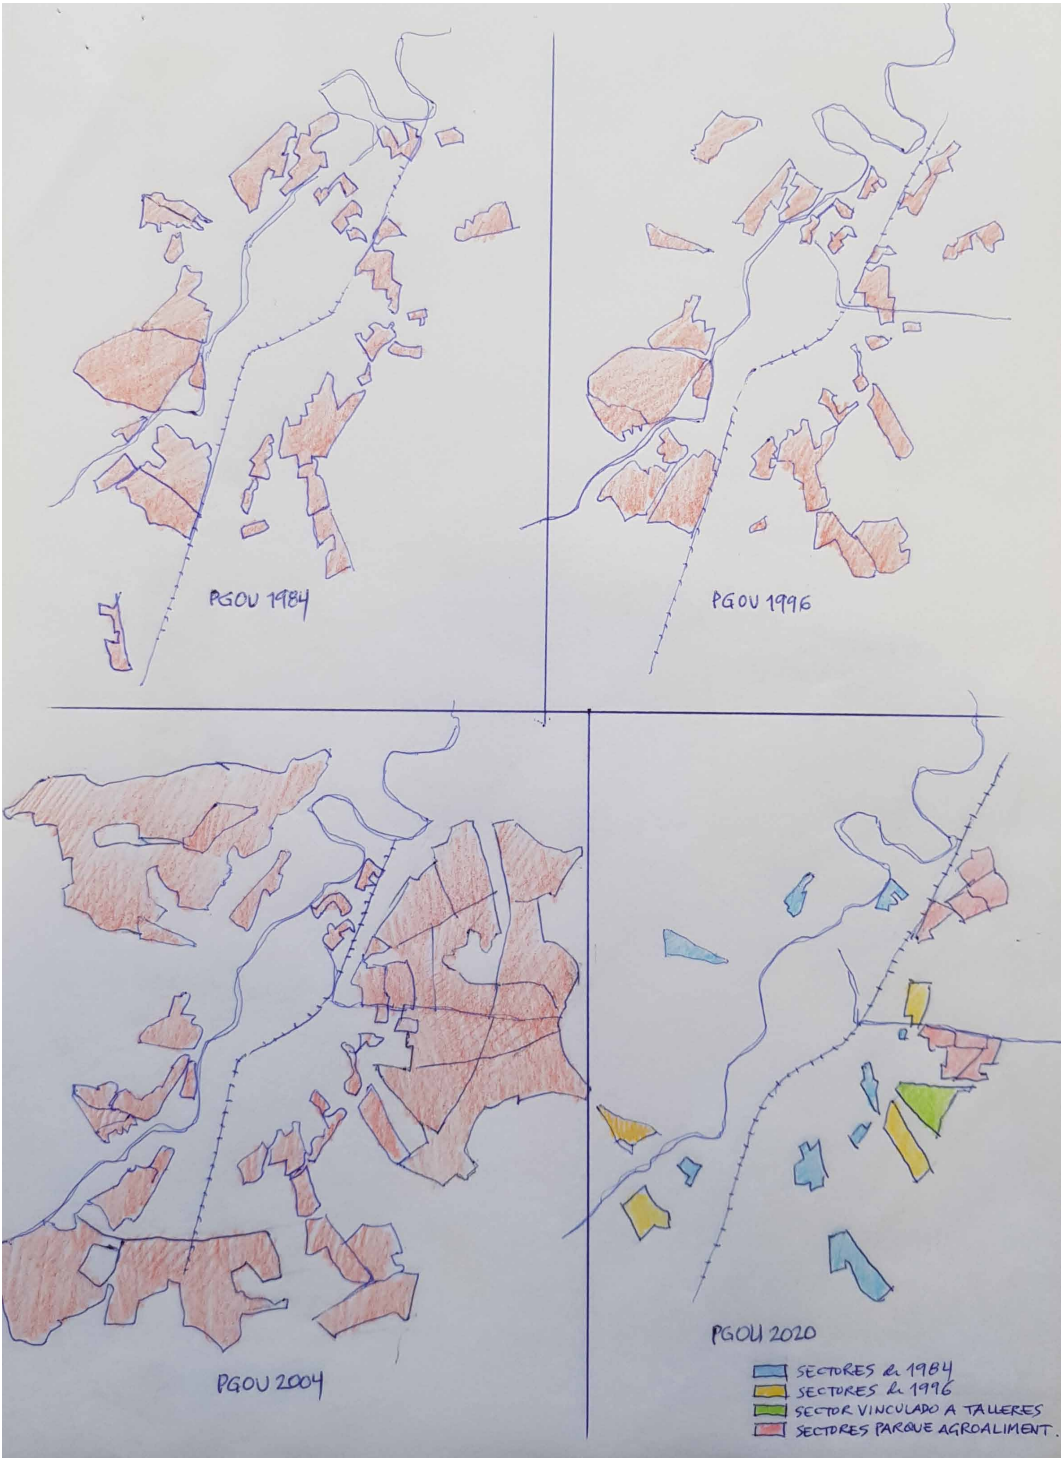 PGOU 1984
PGOU 1996
PGOU 2004
PGOU 2020
SECTORES de 1984
SECTORES de 1996
SECTOR VINCULADO A TALLERES
SECTORES PARQUE AGROALIMENT.